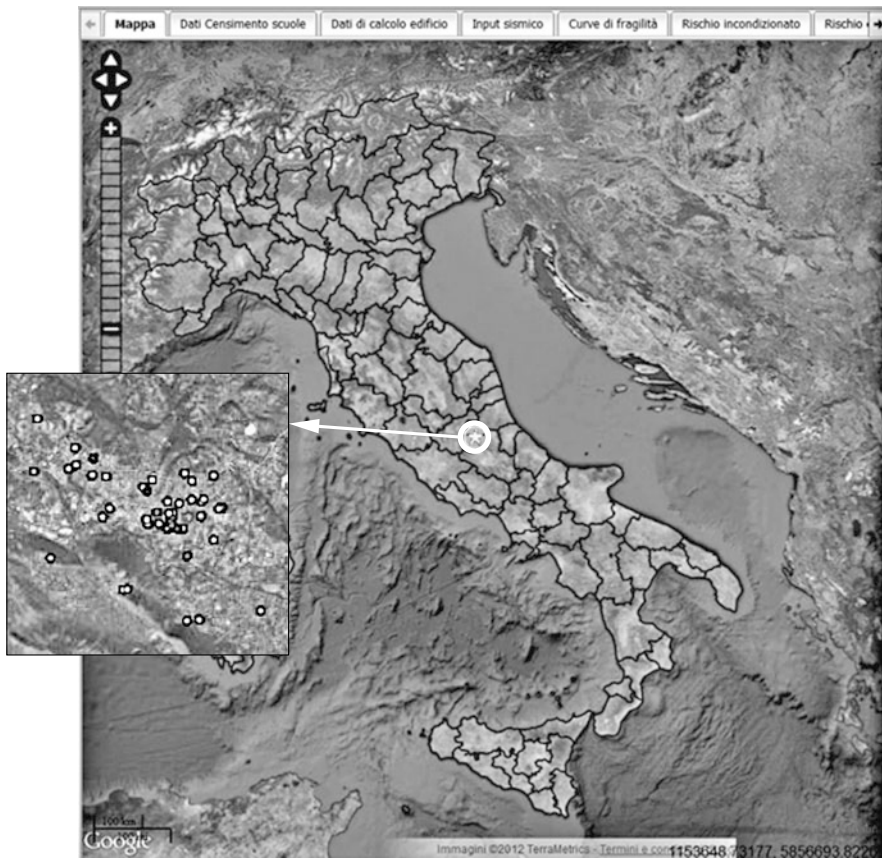 Mappa
Dati Censimento scuole
Dati di calcolo edificio
Input sismico
Curve di fragilità
Rischio incondizionato
Rischio
100 km
Google
Immagini ©2012 TerraMetrics - Termini e con
1153648.73177, 5856693.822